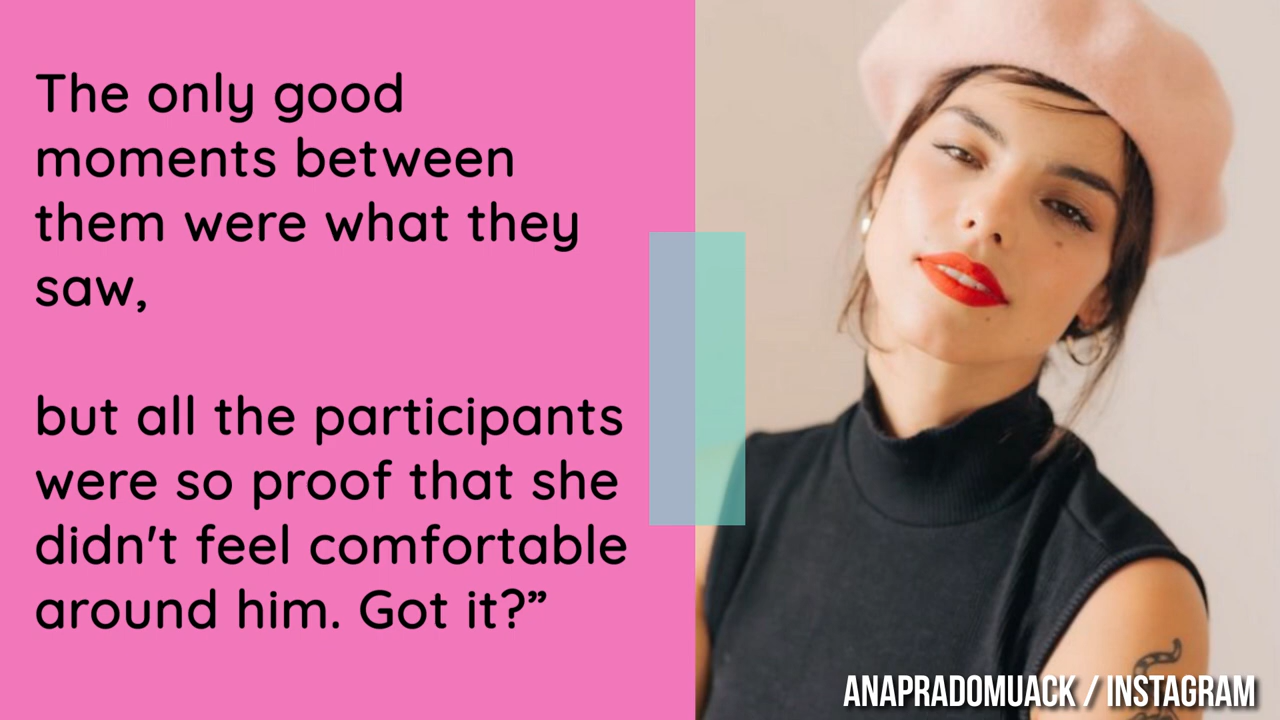 The only good
moments between
them were what they
saw,
but all the participants
were so proof that she
didn't feel comfortable
around him. Got it?”
ANAPRADOMUACK / INSTAGRAM